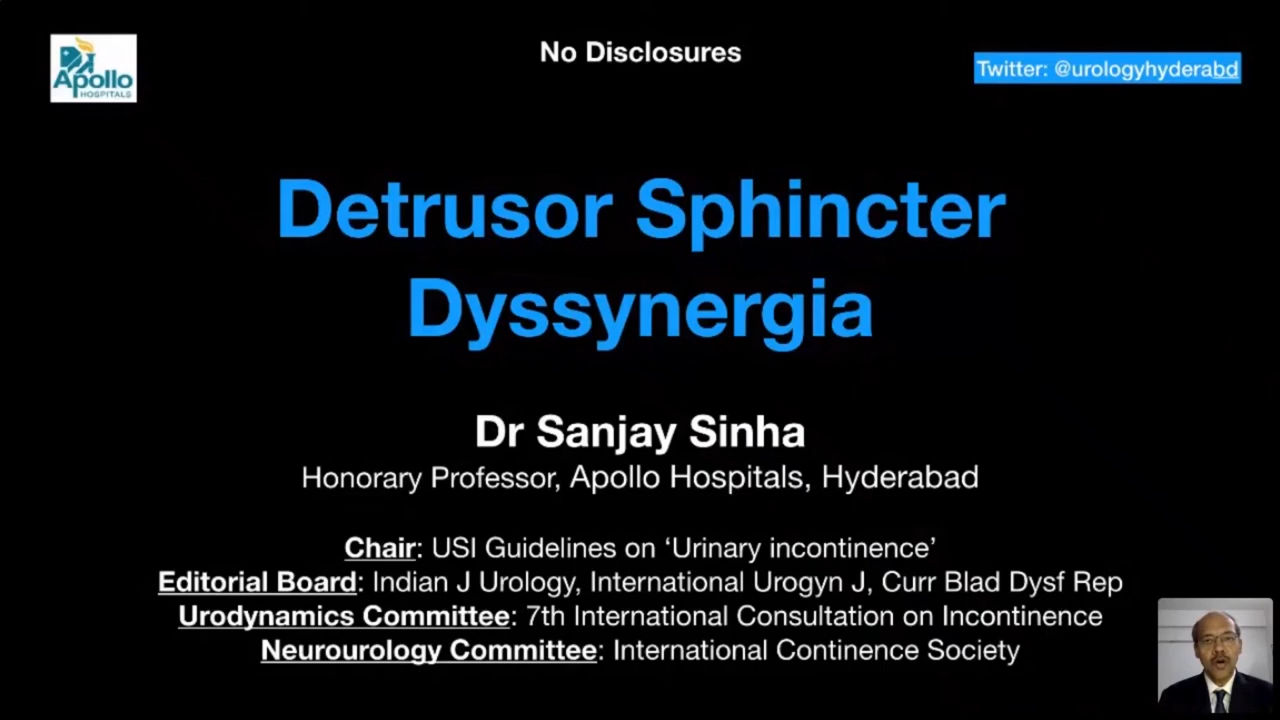 Apollo
HOSPITALS
No Disclosures
Twitter: @urologyhyderabd
Detrusor Sphincter
Dyssynergia
Dr Sanjay Sinha
Honorary Professor, Apollo Hospitals, Hyderabad
Chair: USI Guidelines on ‘Urinary incontinence’
Editorial Board: Indian J Urology, International Urogyn J, Curr Blad Dysf Rep
Urodynamics Committee: 7th International Consultation on Incontinence
Neurourology Committee: International Continence Society